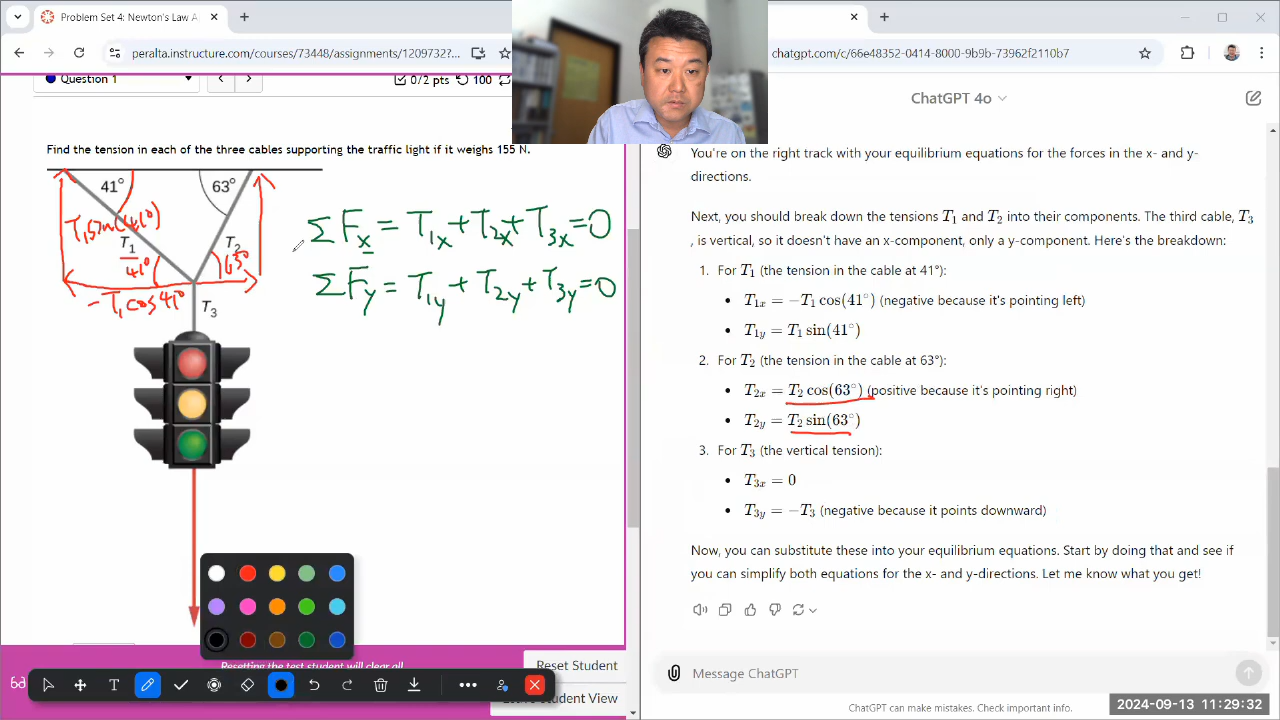 Problem Set 4: Newton's Law A
peralta.instructure.com/courses/73448/assignments/1209732?
chatgpt.com/c/66e48352-0414-8000-9b9b-73962f2110b7
Question 1
0/2 pts
100
ChatGPT 4o
Find the tension in each of the three cables supporting the traffic light if it weighs 155 N.
41°
63°
T₁ sin(41°)
T₁
T₂
41°
63°
-T₁ cos 41°
T₃
ΣFx = T1x + T2x + T3x = 0
ΣFy = T1y + T2y + T3y = 0
You're on the right track with your equilibrium equations for the forces in the x- and y-
directions.
Next, you should break down the tensions T₁ and T₂ into their components. The third cable, T₃
, is vertical, so it doesn't have an x-component, only a y-component. Here's the breakdown:
1. For T₁ (the tension in the cable at 41°):
• T1x = −T₁ cos(41°) (negative because it's pointing left)
• T1y = T₁ sin(41°)
2. For T₂ (the tension in the cable at 63°):
• T2x = T₂ cos(63°) (positive because it's pointing right)
• T2y = T₂ sin(63°)
3. For T₃ (the vertical tension):
• T3x = 0
• T3y = −T₃ (negative because it points downward)
Now, you can substitute these into your equilibrium equations. Start by doing that and see if
you can simplify both equations for the x- and y-directions. Let me know what you get!
Resetting the test student will clear all
Reset Student
Leave Student View
Message ChatGPT
ChatGPT can make mistakes. Check important info.
2024-09-13 11:29:32